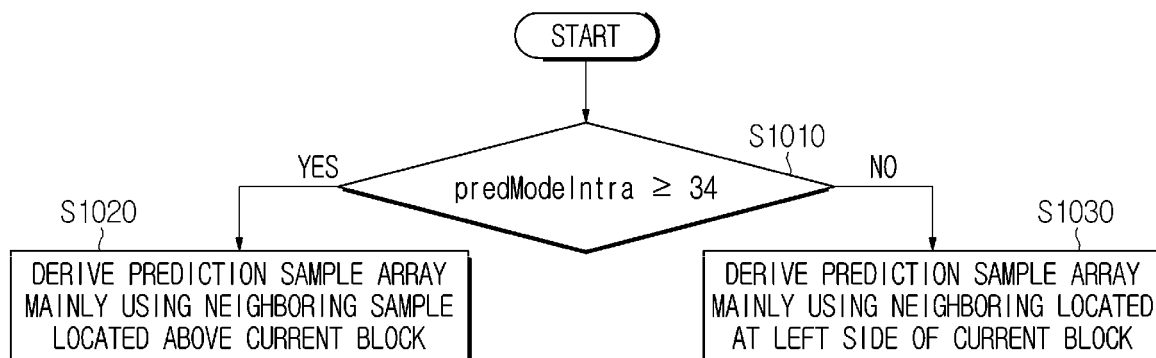 START
S1010
YES
NO
predModeIntra ≥ 34
S1020
S1030
DERIVE PREDICTION SAMPLE ARRAY
MAINLY USING NEIGHBORING SAMPLE
LOCATED ABOVE CURRENT BLOCK
DERIVE PREDICTION SAMPLE ARRAY
MAINLY USING NEIGHBORING LOCATED
AT LEFT SIDE OF CURRENT BLOCK